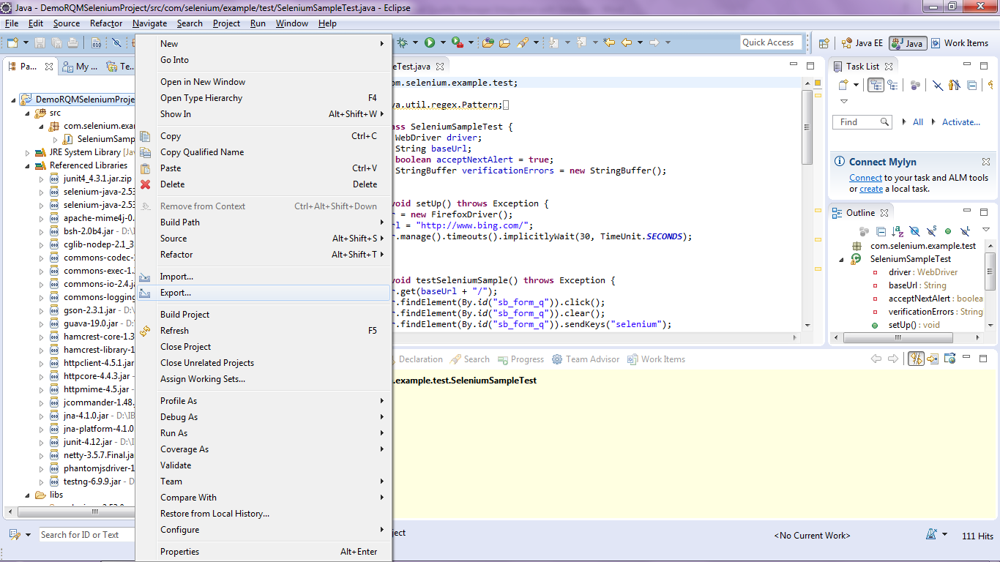 Java - DemoRQMSeleniumProject/src/com/selenium/example/test/SeleniumSampleTest.java - Eclipse
File Edit Source Refactor Navigate Search Project Run Window Help
Quick Access
Java EE
Java
Work Items
Pa...
My ...
Te...
DemoRQMSeleniumProje
src
com.selenium.exa
SeleniumSamp
JRE System Library [Jav
Referenced Libraries
junit4_4.3.1.jar.zip
selenium-java-2.53
selenium-java-2.53
apache-mime4j-0.
bsh-2.0b4.jar - D:\I
cglib-nodep-2.1_3
commons-codec-
commons-exec-1.
commons-io-2.4.ja
commons-logging
gson-2.3.1.jar - D:\
guava-19.0.jar - D:
hamcrest-core-1.3
hamcrest-library-1
httpclient-4.5.1.jar
httpcore-4.4.3.jar -
httpmime-4.5.jar -
jcommander-1.48.
jna-4.1.0.jar - D:\IB
jna-platform-4.1.0
junit-4.12.jar - D:\I
netty-3.5.7.Final.ja
phantomjsdriver-1
testng-6.9.9.jar - D
libs
Search for ID or Text
New
Go Into
Open in New Window
Open Type Hierarchy F4
Show In Alt+Shift+W
Copy Ctrl+C
Copy Qualified Name
Paste Ctrl+V
Delete Delete
Remove from Context Ctrl+Alt+Shift+Down
Build Path
Source Alt+Shift+S
Refactor Alt+Shift+T
Import...
Export...
Build Project
Refresh F5
Close Project
Close Unrelated Projects
Assign Working Sets...
Profile As
Debug As
Run As
Coverage As
Validate
Team
Compare With
Restore from Local History...
Configure
Properties Alt+Enter
eTest.java
om.selenium.example.test;
va.util.regex.Pattern;
ass SeleniumSampleTest {
WebDriver driver;
String baseUrl;
boolean acceptNextAlert = true;
StringBuffer verificationErrors = new StringBuffer();
void setUp() throws Exception {
r = new FirefoxDriver();
rl = "http://www.bing.com/";
r.manage().timeouts().implicitlyWait(30, TimeUnit.SECONDS);
void testSeleniumSample() throws Exception {
r.get(baseUrl + "/");
r.findElement(By.id("sb_form_q")).click();
r.findElement(By.id("sb_form_q")).clear();
r.findElement(By.id("sb_form_q")).sendKeys("selenium");
Declaration
Search
Progress
Team Advisor
Work Items
.example.test.SeleniumSampleTest
Task List
Find
All
Activate...
Connect Mylyn
Connect to your task and ALM tools
or create a local task.
Outline
com.selenium.example.test
SeleniumSampleTest
driver : WebDriver
baseUrl : String
acceptNextAlert : boolea
verificationErrors : String
setUp() : void
ject
<No Current Work>
111 Hits